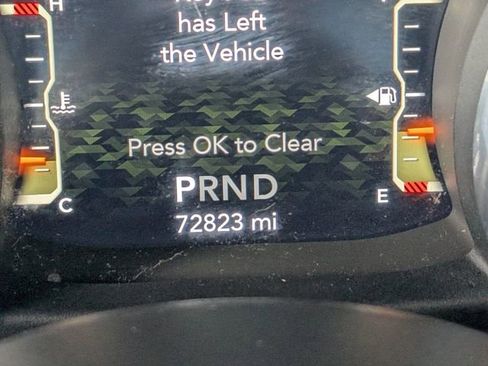 has Left
the Vehicle
H
Press OK to Clear
PRND
C
E
72823 mi